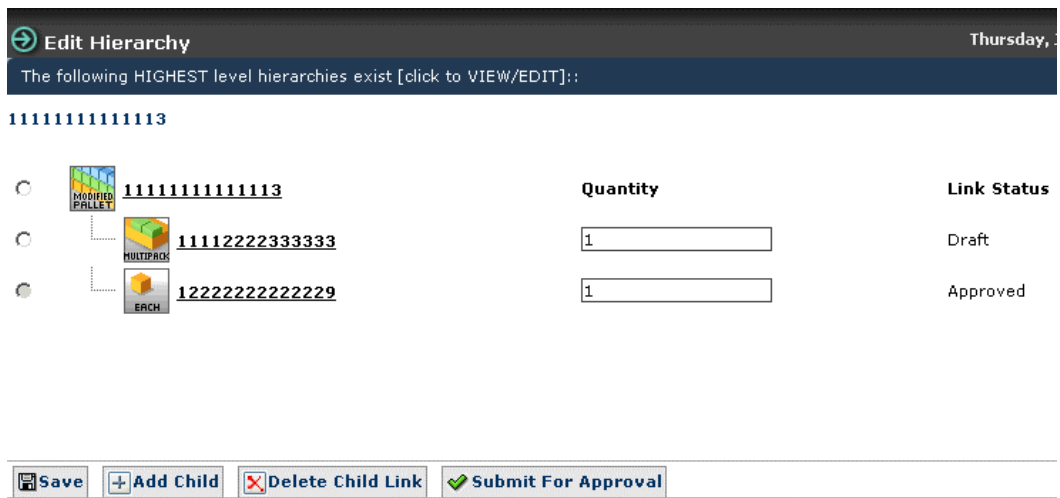 Edit Hierarchy Thursday,
The following HIGHEST level hierarchies exist [click to VIEW/EDIT]::
11111111111113
MODIFIED PALLET 11111111111113 Quantity Link Status
MULTIPACK 11112222333333 1 Draft
EACH 12222222222229 1 Approved
Save Add Child Delete Child Link Submit For Approval